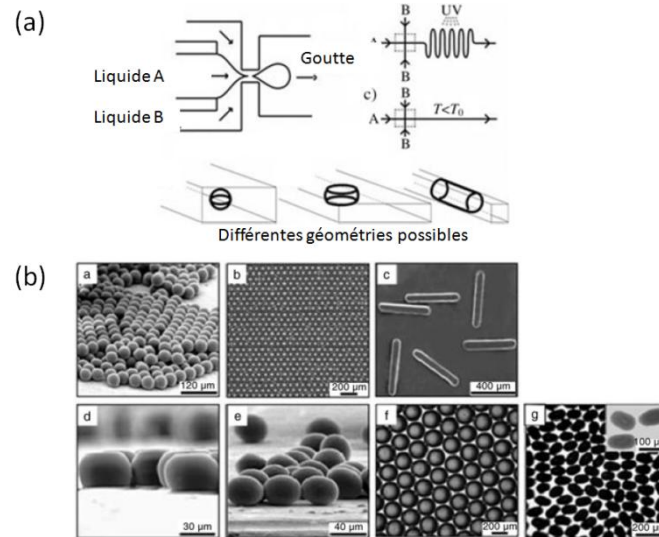 (a)
Liquide A
Liquide B
Goutte
B
UV
A
B
c)
B
A
T<T0
B
Différentes géométries possibles
(b)
a
120 µm
b
200 µm
c
400 µm
d
30 µm
e
40 µm
f
200 µm
g
100 µm
200 µm